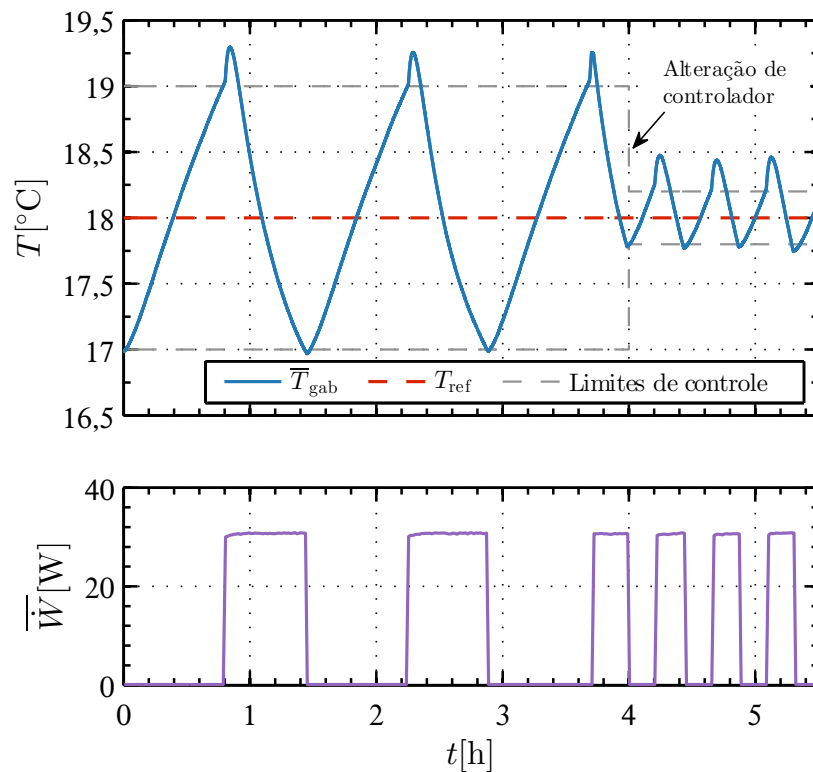 19,5
19
18,5
18
17,5
17
16,5
T[°C]
Alteração de
controlador
T̅gab
Tref
Limites de controle
40
20
0
Ẇ[W]
0
1
2
3
4
5
t[h]